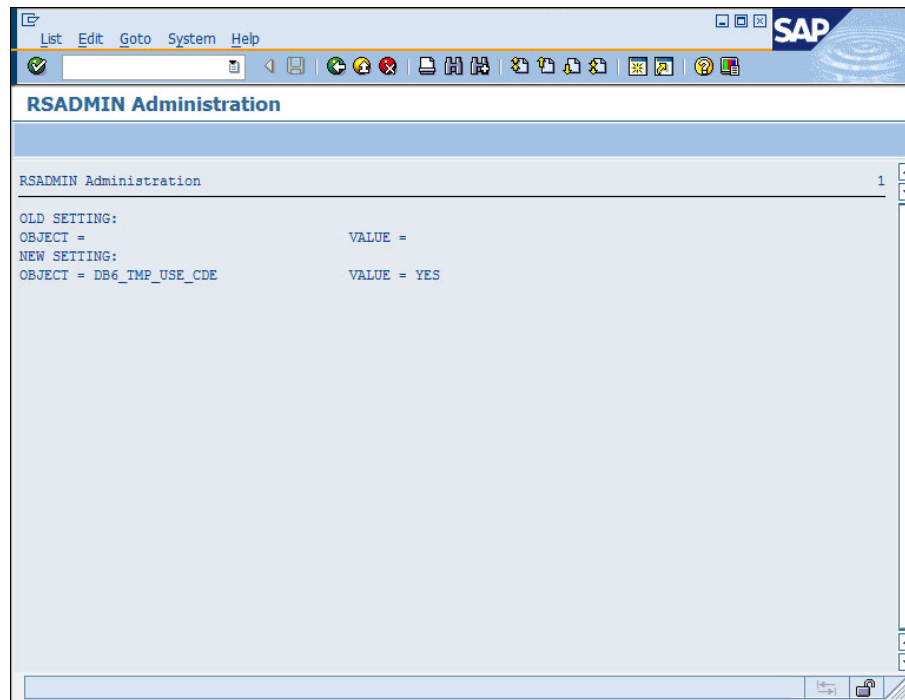 SAP
List Edit Goto System Help
RSADMIN Administration
RSADMIN Administration 1
OLD SETTING:
OBJECT = VALUE =
NEW SETTING:
OBJECT = DB6_TMP_USE_CDE VALUE = YES